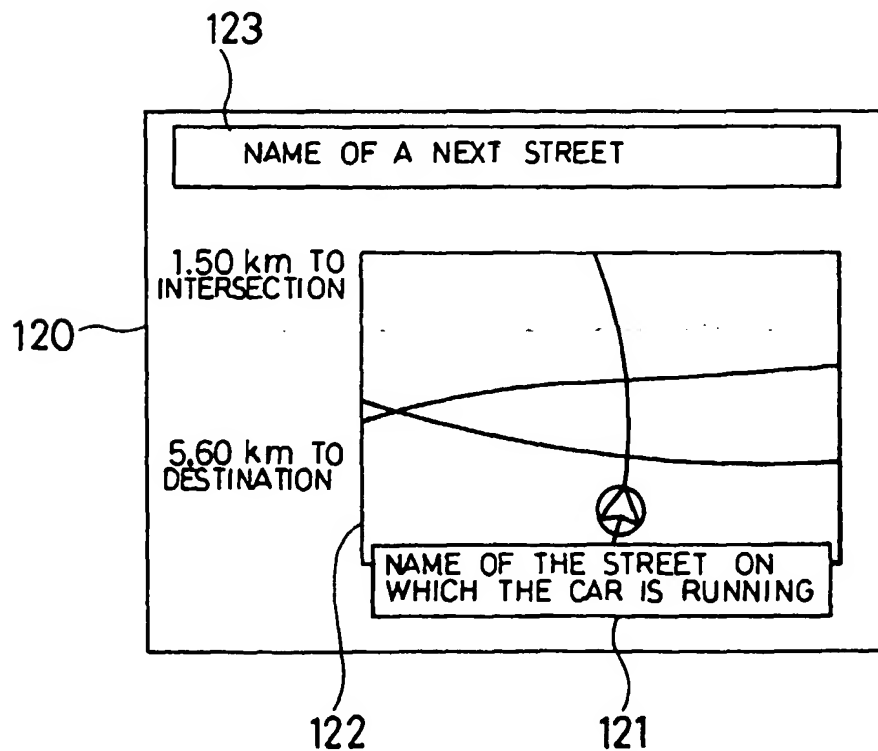 123
NAME OF A NEXT STREET
1.50 km TO
INTERSECTION
120
5.60 km TO
DESTINATION
NAME OF THE STREET ON
WHICH THE CAR IS RUNNING
122
121